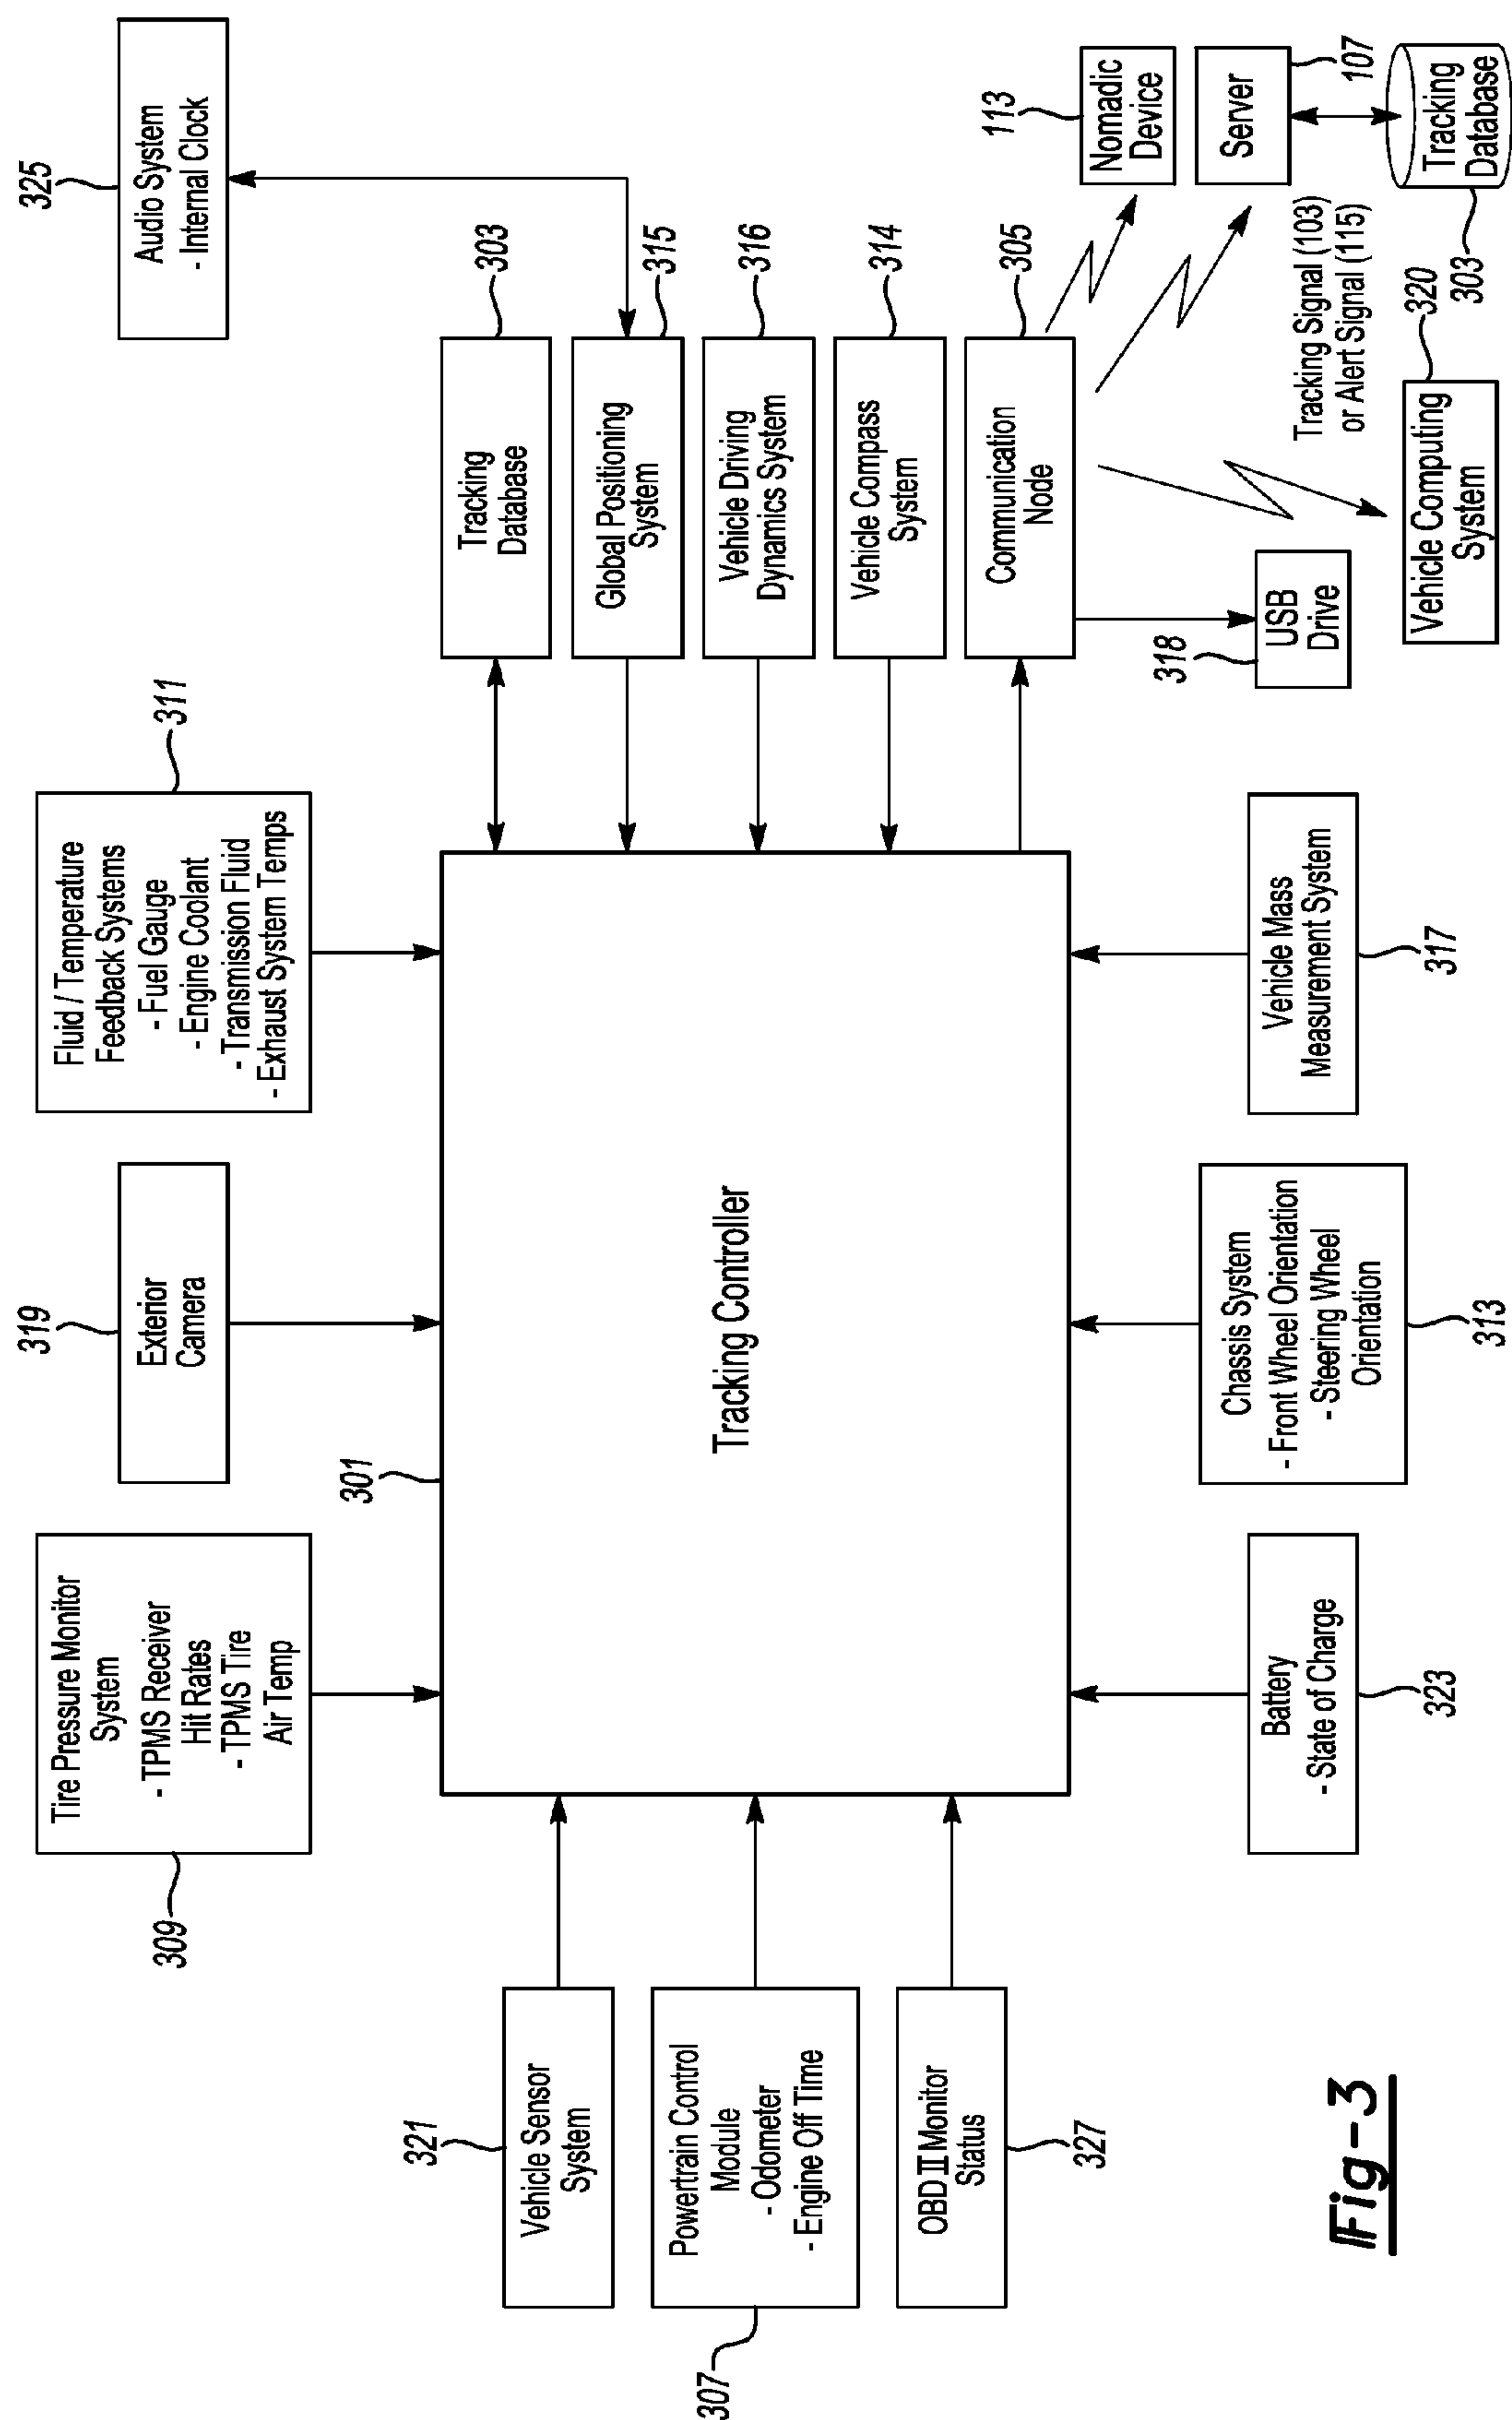 325
Audio System
- Internal Clock
311
Fluid / Temperature
Feedback Systems
- Fuel Gauge
- Engine Coolant
- Transmission Fluid
- Exhaust System Temps
319
Exterior
Camera
Tire Pressure Monitor
System
- TPMS Receiver
Hit Rates
- TPMS Tire
Air Temp
309
301
Tracking Controller
321
Vehicle Sensor
System
Powertrain Control
Module
- Odometer
- Engine Off Time
307
OBD II Monitor
Status
327
Tracking
Database
303
Global Positioning
System
315
Vehicle Driving
Dynamics System
316
Vehicle Compass
System
314
Communication
Node
305
113
Nomadic
Device
Server
107
Tracking
Database
303
Tracking Signal (103)
or Alert Signal (115)
318
USB
Drive
320
Vehicle Computing
System
Battery
- State of Charge
323
Chassis System
- Front Wheel Orientation
- Steering Wheel
Orientation
313
Vehicle Mass
Measurement System
317
Fig-3